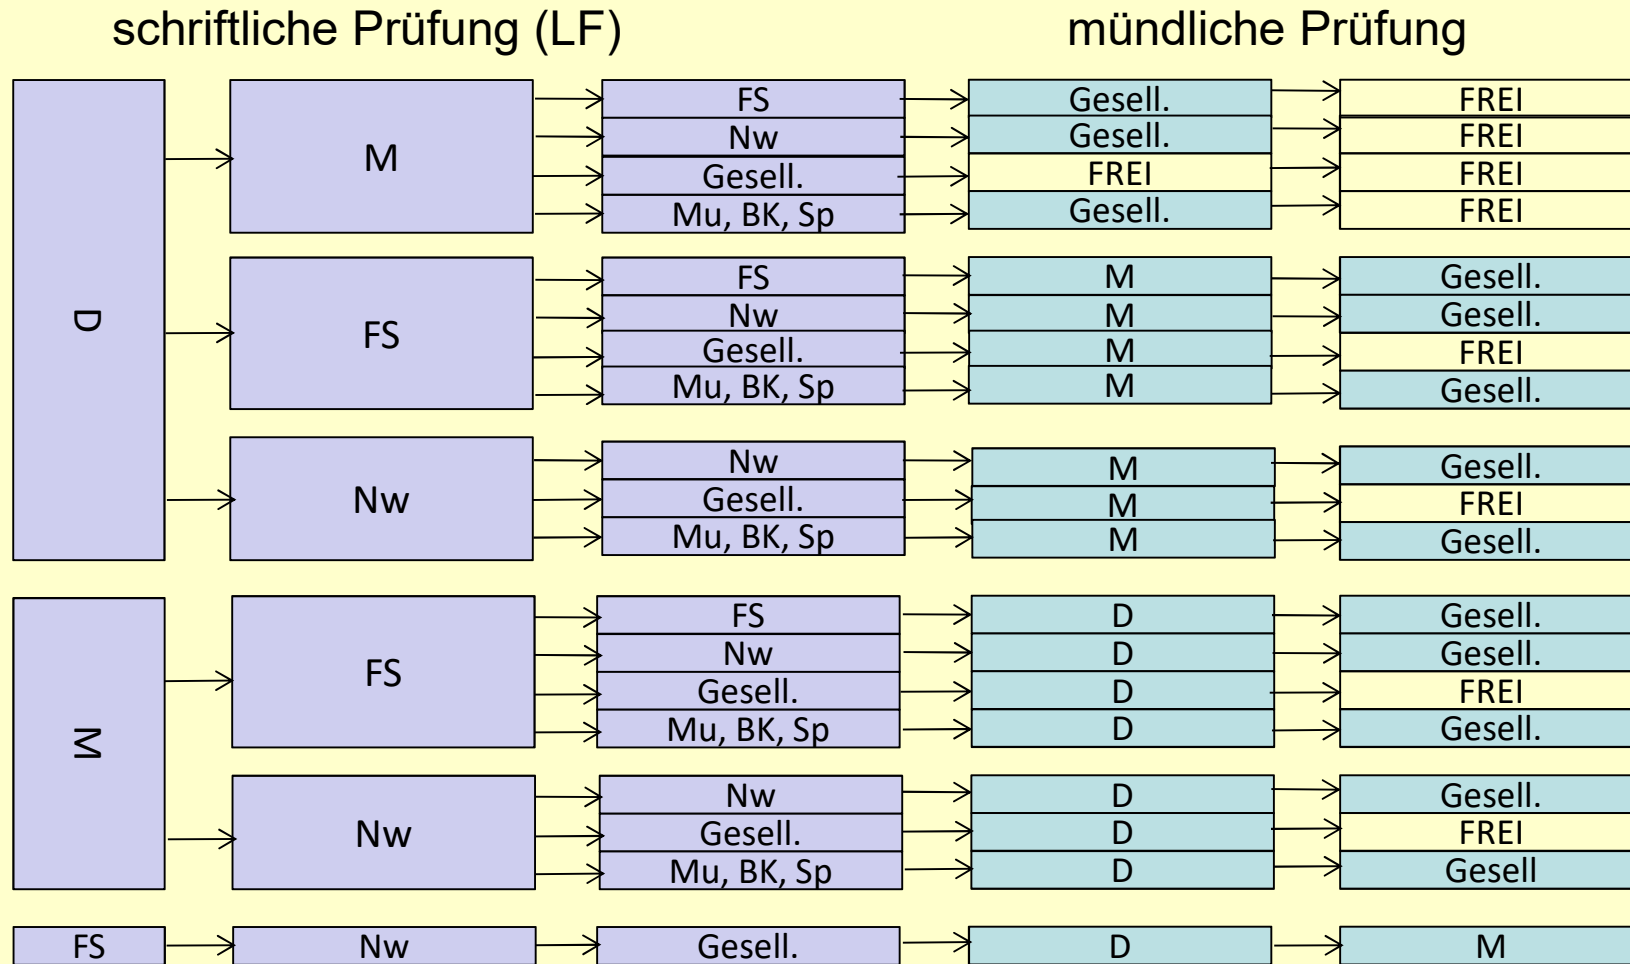 schriftliche Prüfung (LF) mündliche Prüfung
D
M
FS Gesell. FREI
Nw Gesell. FREI
Gesell. FREI FREI
Mu, BK, Sp Gesell. FREI
FS
FS M Gesell.
Nw M Gesell.
Gesell. M FREI
Mu, BK, Sp M Gesell.
Nw
Nw M Gesell.
Gesell. M FREI
Mu, BK, Sp M Gesell.
M
FS
FS D Gesell.
Nw D Gesell.
Gesell. D FREI
Mu, BK, Sp D Gesell.
Nw
Nw D Gesell.
Gesell. D FREI
Mu, BK, Sp D Gesell
FS Nw Gesell. D M